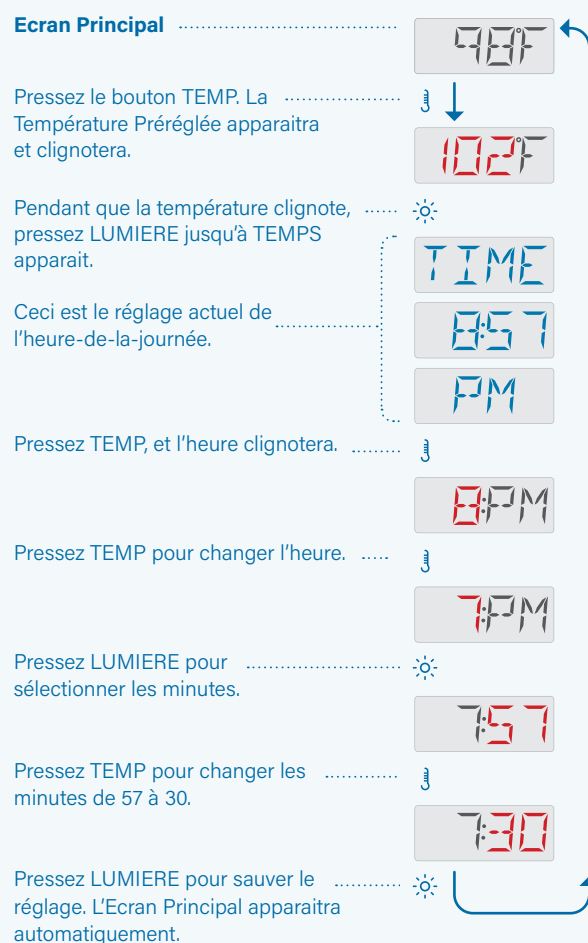 Ecran Principal
98°F
Pressez le bouton TEMP. La
Température Préréglée apparaitra
et clignotera.
102°F
Pendant que la température clignote,
pressez LUMIERE jusqu'à TEMPS
apparait.
TIME
Ceci est le réglage actuel de
l'heure-de-la-journée.
8:57
PM
Pressez TEMP, et l'heure clignotera.
8:PM
Pressez TEMP pour changer l'heure.
7:PM
Pressez LUMIERE pour
sélectionner les minutes.
7:57
Pressez TEMP pour changer les
minutes de 57 à 30.
7:30
Pressez LUMIERE pour sauver le
réglage. L'Ecran Principal apparaitra
automatiquement.